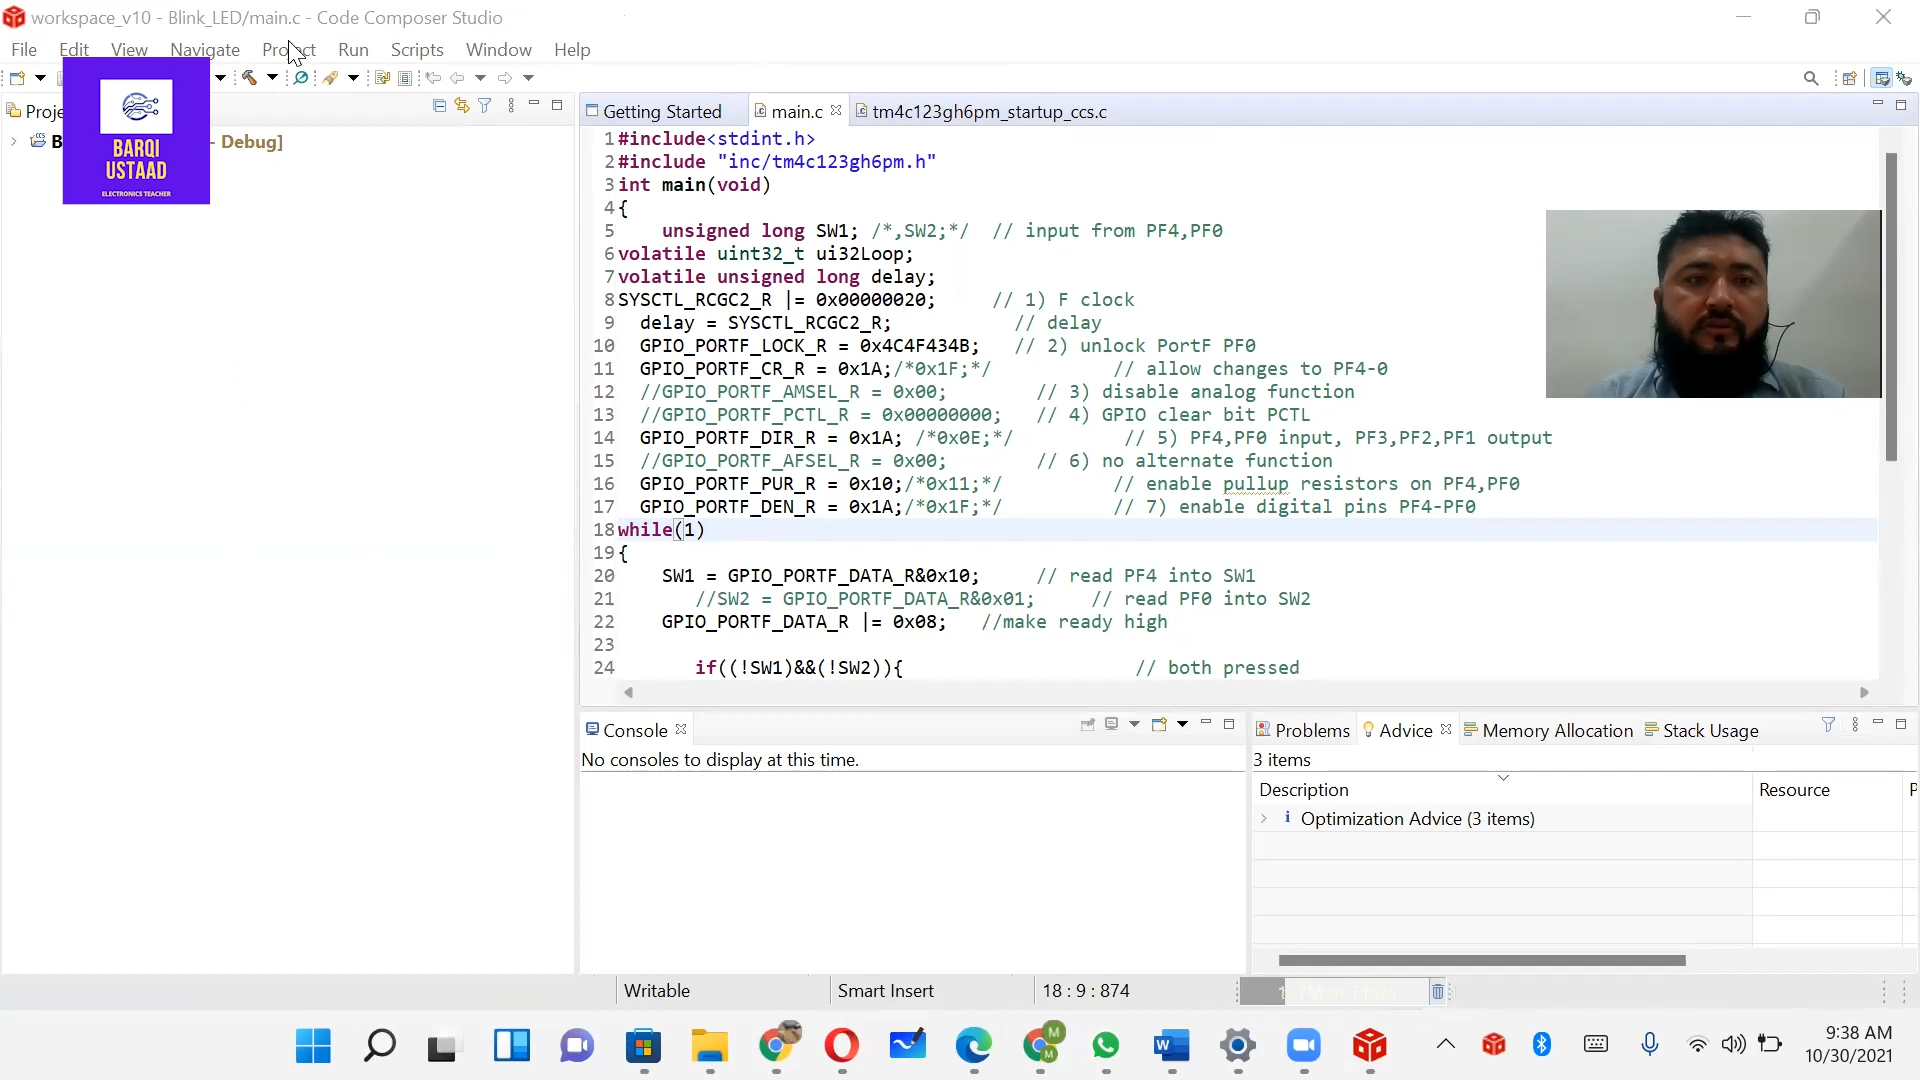 workspace_v10 - Blink_LED/main.c - Code Composer Studio
File Edit View Navigate Project Run Scripts Window Help
Proje
B - Debug]
BARQI
USTAAD
ELECTRONICS TEACHER
Getting Started main.c tm4c123gh6pm_startup_ccs.c
1 #include<stdint.h>
2 #include "inc/tm4c123gh6pm.h"
3 int main(void)
4 {
5 unsigned long SW1; /*,SW2;*/ // input from PF4,PF0
6 volatile uint32_t ui32Loop;
7 volatile unsigned long delay;
8 SYSCTL_RCGC2_R |= 0x00000020; // 1) F clock
9 delay = SYSCTL_RCGC2_R; // delay
10 GPIO_PORTF_LOCK_R = 0x4C4F434B; // 2) unlock PortF PF0
11 GPIO_PORTF_CR_R = 0x1A;/*0x1F;*/ // allow changes to PF4-0
12 //GPIO_PORTF_AMSEL_R = 0x00; // 3) disable analog function
13 //GPIO_PORTF_PCTL_R = 0x00000000; // 4) GPIO clear bit PCTL
14 GPIO_PORTF_DIR_R = 0x1A; /*0x0E;*/ // 5) PF4,PF0 input, PF3,PF2,PF1 output
15 //GPIO_PORTF_AFSEL_R = 0x00; // 6) no alternate function
16 GPIO_PORTF_PUR_R = 0x10;/*0x11;*/ // enable pullup resistors on PF4,PF0
17 GPIO_PORTF_DEN_R = 0x1A;/*0x1F;*/ // 7) enable digital pins PF4-PF0
18 while(1)
19 {
20 SW1 = GPIO_PORTF_DATA_R&0x10; // read PF4 into SW1
21 //SW2 = GPIO_PORTF_DATA_R&0x01; // read PF0 into SW2
22 GPIO_PORTF_DATA_R |= 0x08; //make ready high
23
24 if((!SW1)&&(!SW2)){ // both pressed
Console
No consoles to display at this time.
Problems Advice Memory Allocation Stack Usage
3 items
Description Resource P
Optimization Advice (3 items)
Writable Smart Insert 18 : 9 : 874
9:38 AM
10/30/2021